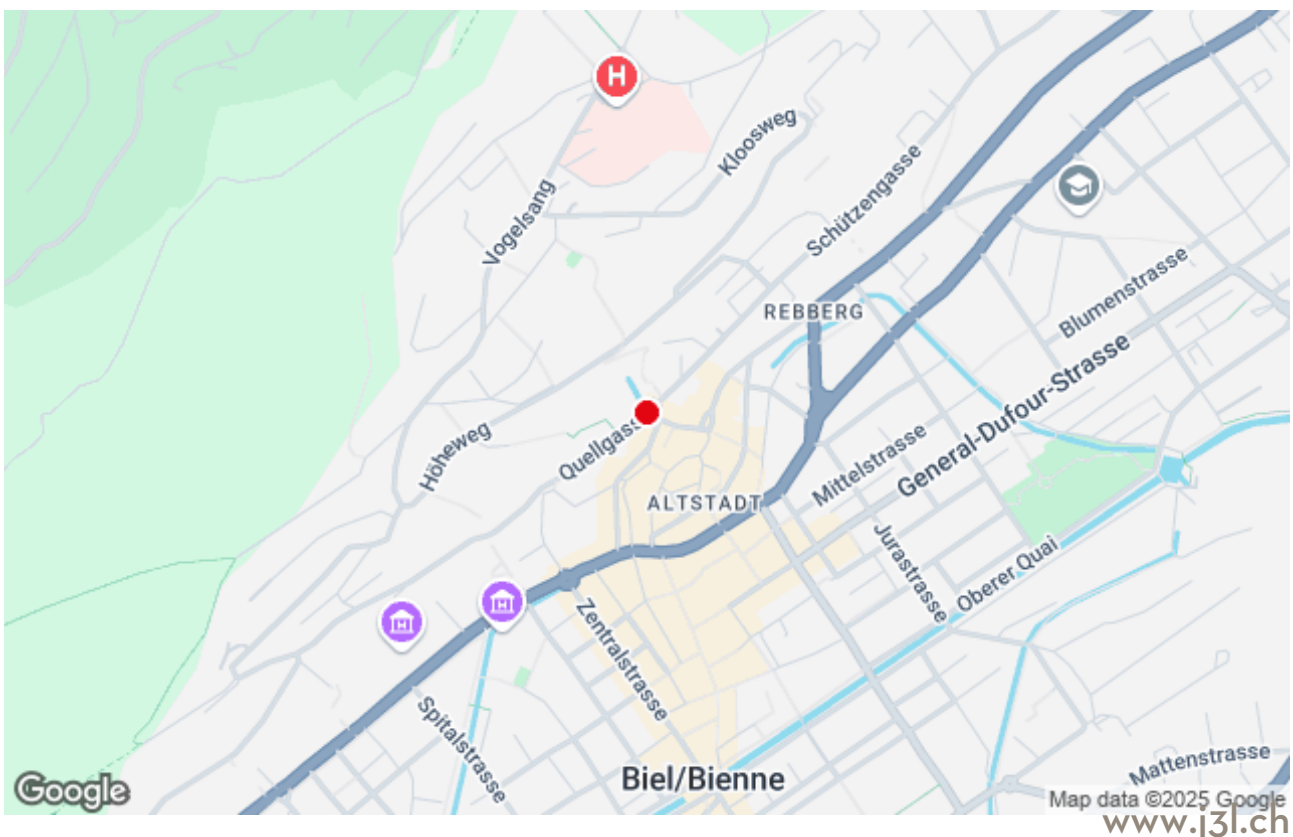 H
Kloosweg
Schützengasse
Vogelsang
REBBERG
Blumenstrasse
General-Dufour-Strasse
Höheweg
Quellgass
Mittelstrasse
ALTSTADT
Jurastrasse
Oberer Quai
Zentralstrasse
Spitalstrasse
Mattenstrasse
Biel/Bienne
Google
Map data ©2025 Google
www.j3l.ch